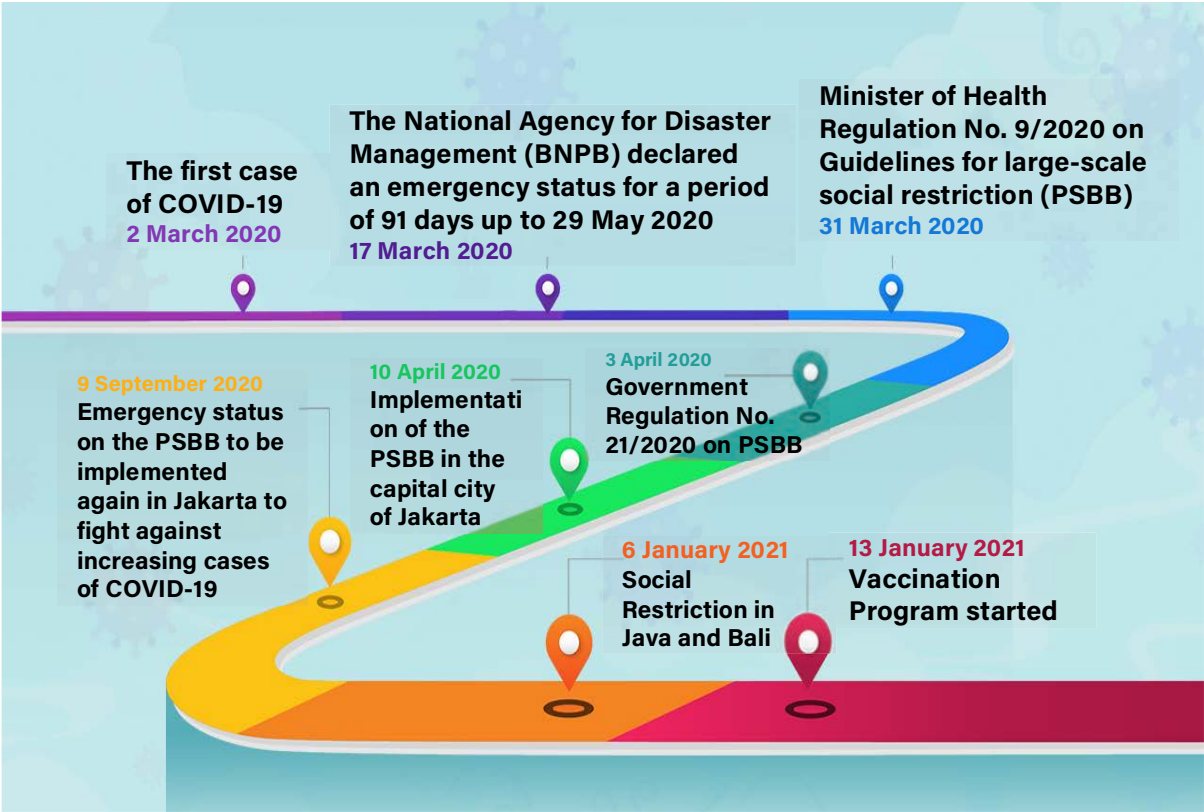 The first case
of COVID-19
2 March 2020
The National Agency for Disaster
Management (BNPB) declared
an emergency status for a period
of 91 days up to 29 May 2020
17 March 2020
Minister of Health
Regulation No. 9/2020 on
Guidelines for large-scale
social restriction (PSBB)
31 March 2020
3 April 2020
Government
Regulation No.
21/2020 on PSBB
10 April 2020
Implementati
on of the
PSBB in the
capital city
of Jakarta
9 September 2020
Emergency status
on the PSBB to be
implemented
again in Jakarta to
fight against
increasing cases
of COVID-19
6 January 2021
Social
Restriction in
Java and Bali
13 January 2021
Vaccination
Program started